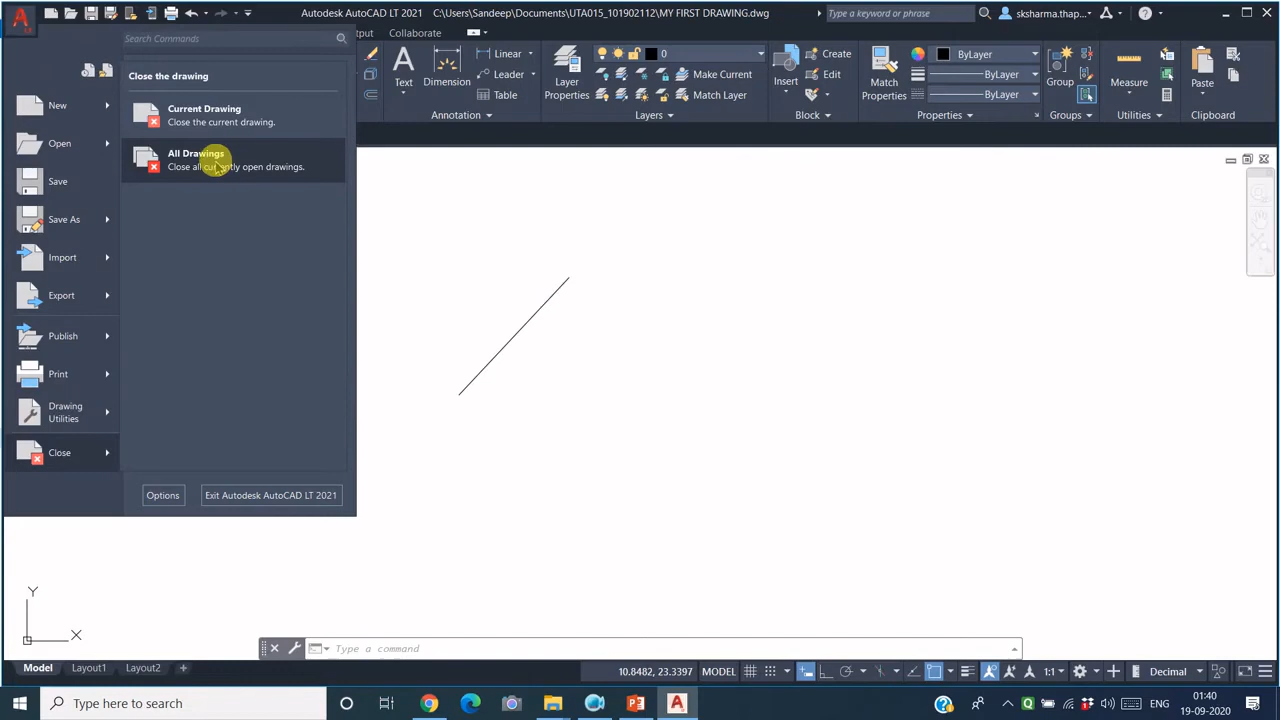 Autodesk AutoCAD LT 2021 C:\Users\Sandeep\Documents\UTA015_101902112\MY FIRST DRAWING.dwg
Type a keyword or phrase
sksharma.thap...
Search Commands
Close the drawing
Current Drawing
Close the current drawing.
All Drawings
Close all currently open drawings.
New
Open
Save
Save As
Import
Export
Publish
Print
Drawing
Utilities
Close
Options
Exit Autodesk AutoCAD LT 2021
Collaborate
Text
Dimension
Linear
Leader
Table
Annotation
Layer
Properties
0
Make Current
Match Layer
Layers
Insert
Create
Edit
Block
Match
Properties
ByLayer
ByLayer
ByLayer
Properties
Group
Groups
Measure
Utilities
Paste
Clipboard
Y
X
Type a command
Model
Layout1
Layout2
10.8482, 23.3397
MODEL
1:1
Decimal
Type here to search
ENG
01:40
19-09-2020